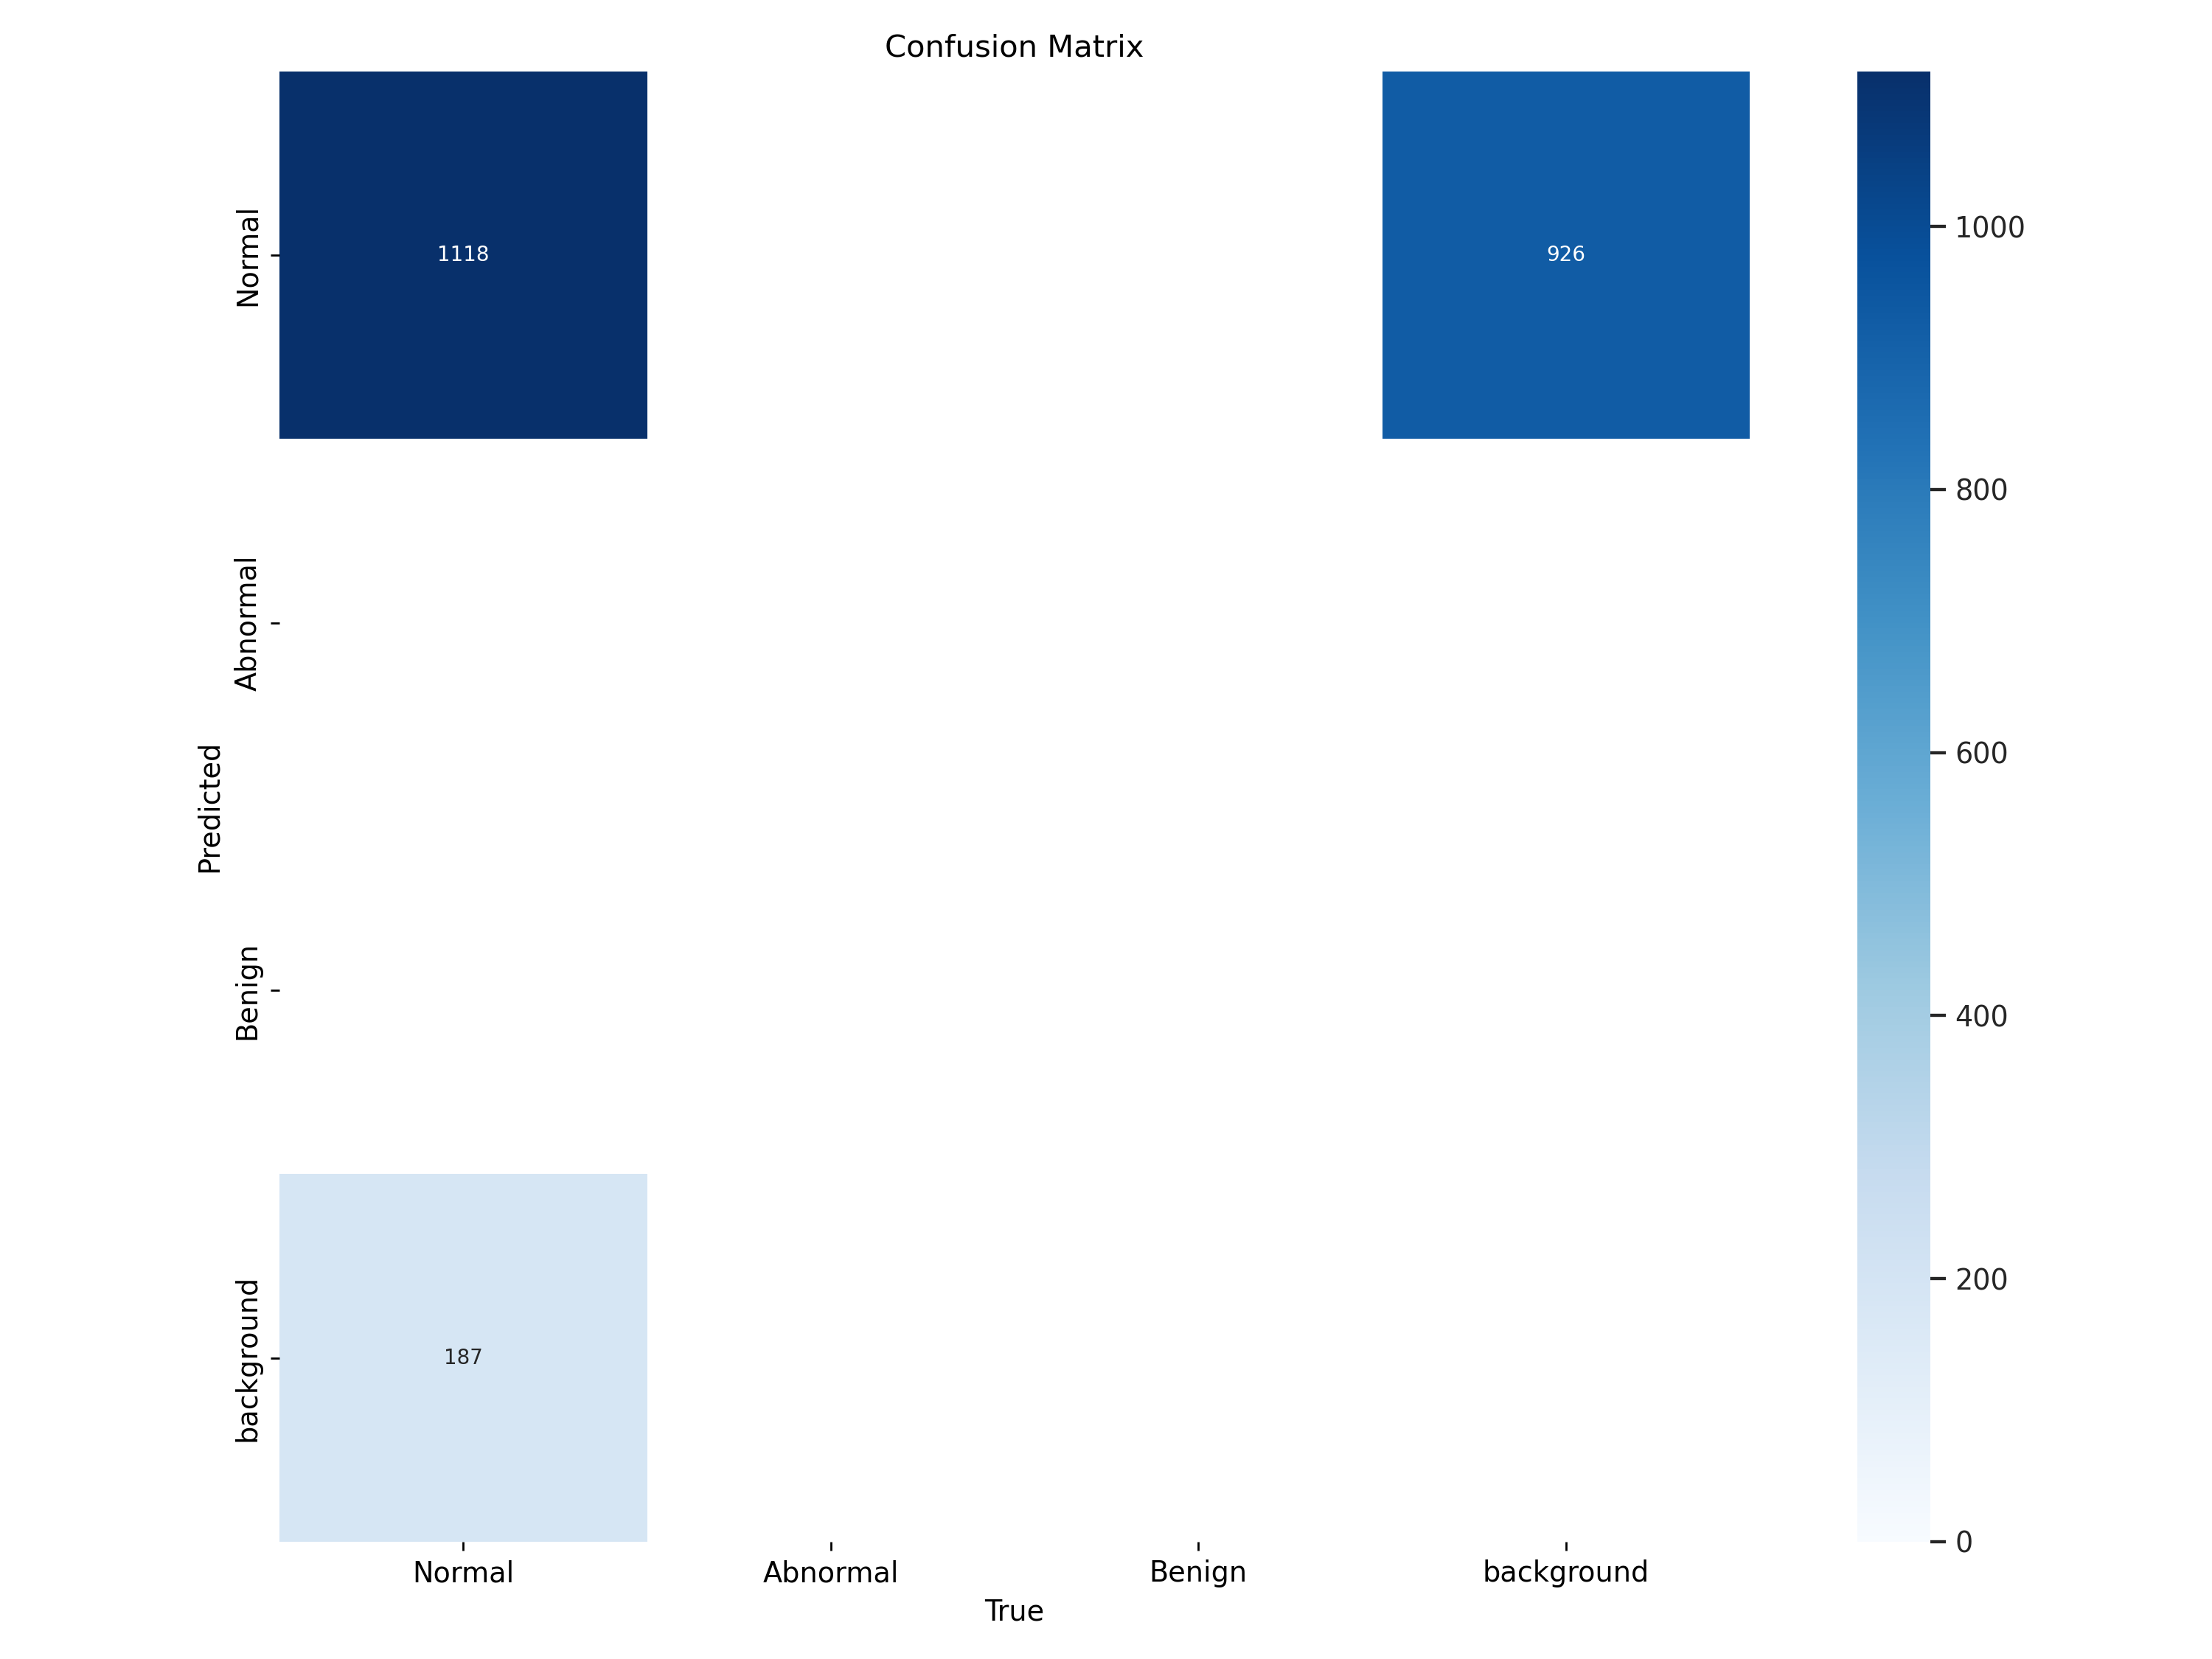 Confusion Matrix
Predicted
Normal
Abnormal
Benign
background
1118
926
187
Normal
Abnormal
Benign
background
True
1000
800
600
400
200
0